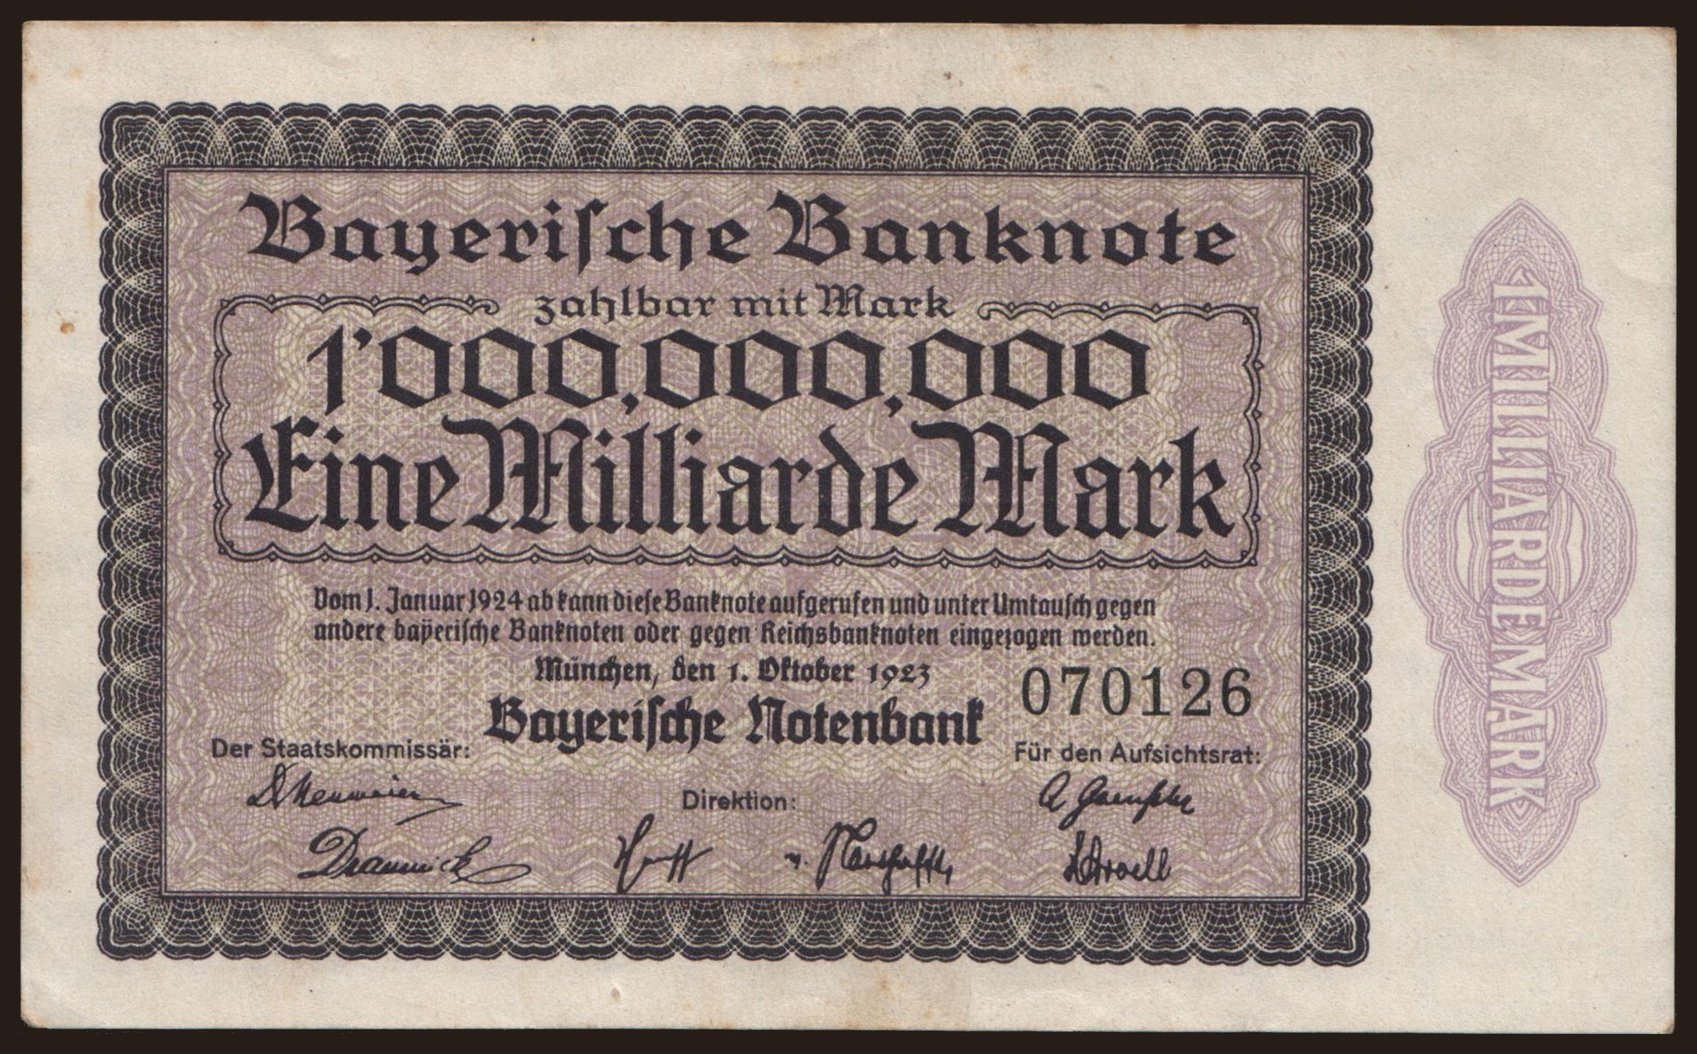 Bayeriſche Banknote
zahlbar mit Mark
1'000,000,000
Eine Milliarde Mark
Vom 1. Januar 1924 ab kann dieſe Banknote aufgerufen und unter Umtauſch gegen
andere bayeriſche Banknoten oder gegen Reichsbanknoten eingezogen werden.
München, den 1. Oktober 1923
070126
Bayeriſche Notenbank
Der Staatskommissär:
Für den Aufsichtsrat:
Direktion:
1 MILLIARDE MARK